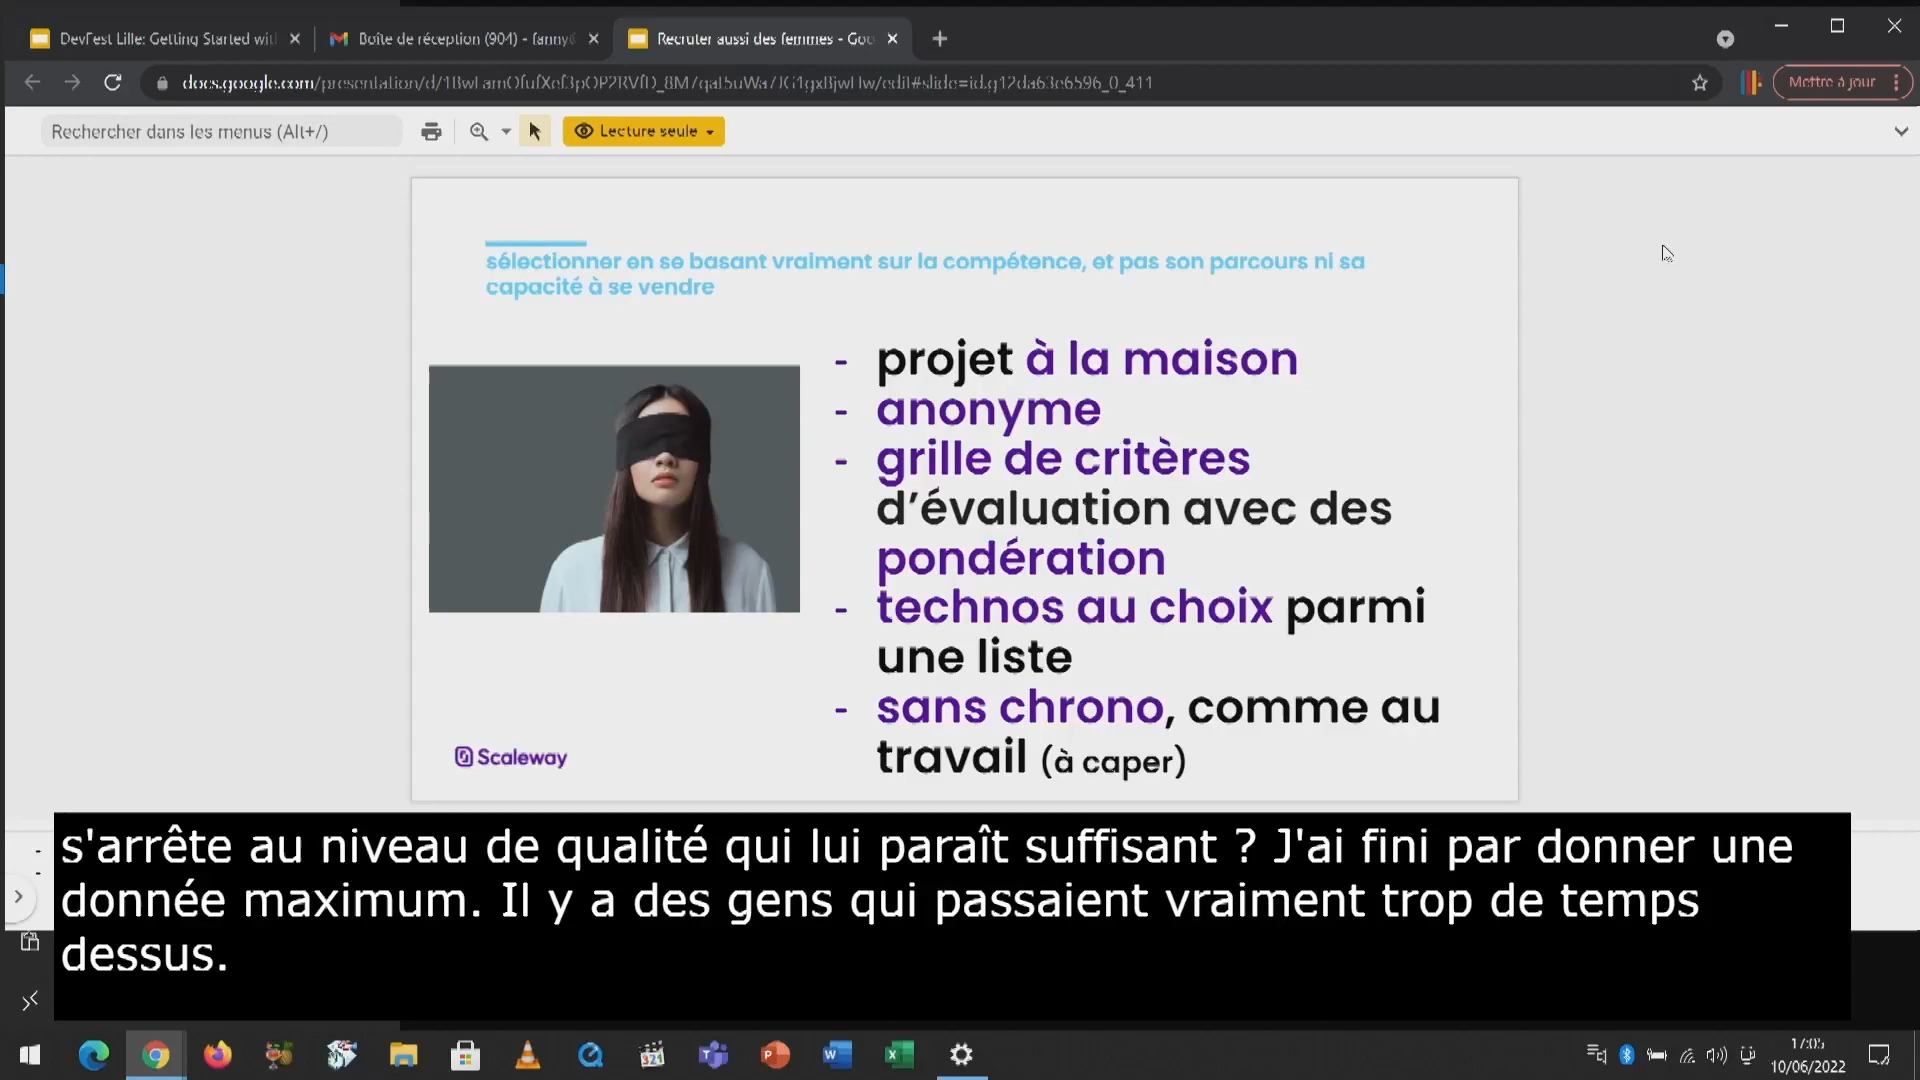 DevFest Lille: Getting Started wit
Boîte de réception (904) - fanny
Recruter aussi des femmes - Goo
Mettre à jour
Rechercher dans les menus (Alt+/)
Lecture seule
sélectionner en se basant vraiment sur la compétence, et pas son parcours ni sa
capacité à se vendre
- projet à la maison
- anonyme
- grille de critères
d'évaluation avec des
pondération
- technos au choix parmi
une liste
- sans chrono, comme au
travail (à caper)
Scaleway
s'arrête au niveau de qualité qui lui paraît suffisant ? J'ai fini par donner une
donnée maximum. Il y a des gens qui passaient vraiment trop de temps
dessus.
17:05
10/06/2022